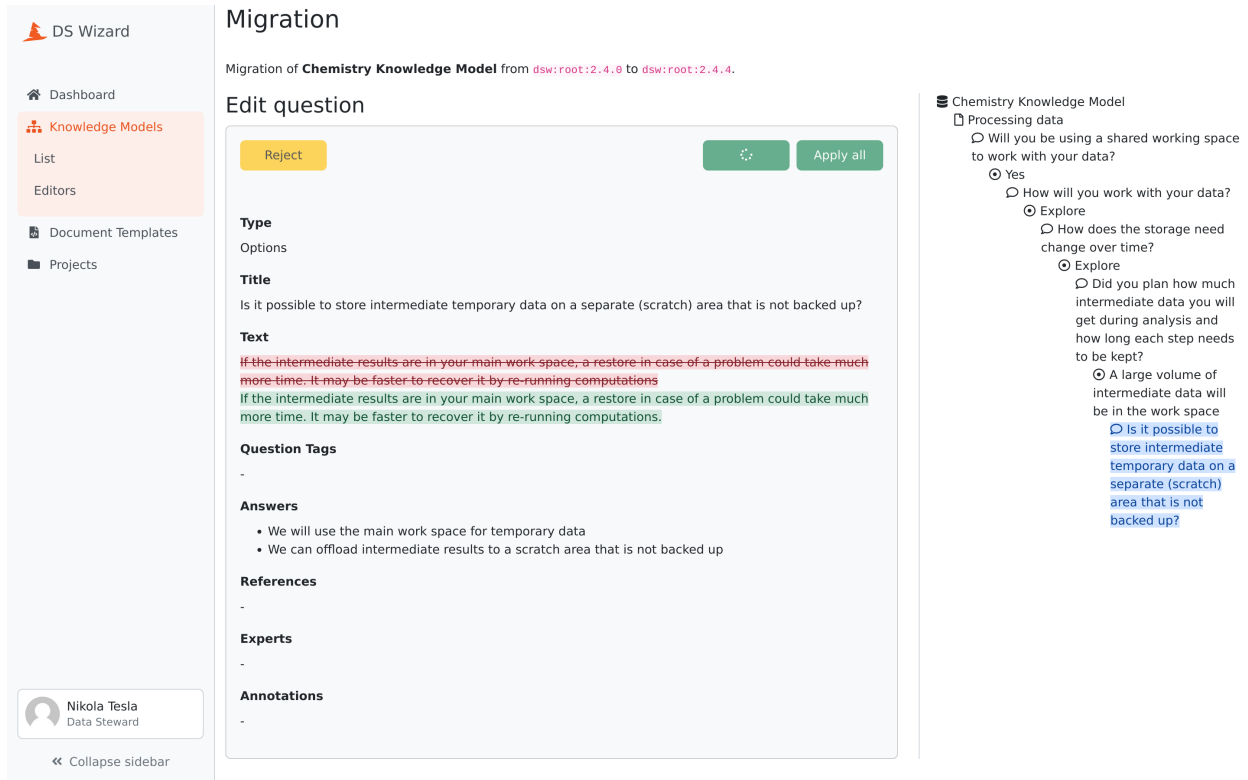 DS Wizard
Dashboard
Knowledge Models
List
Editors
Document Templates
Projects
Nikola Tesla
Data Steward
Collapse sidebar
Migration
Migration of Chemistry Knowledge Model from dsw:root:2.4.0 to dsw:root:2.4.4.
Edit question
Reject
Apply all
Type
Options
Title
Is it possible to store intermediate temporary data on a separate (scratch) area that is not backed up?
Text
If the intermediate results are in your main work space, a restore in case of a problem could take much
more time. It may be faster to recover it by re-running computations
If the intermediate results are in your main work space, a restore in case of a problem could take much
more time. It may be faster to recover it by re-running computations.
Question Tags
-
Answers
• We will use the main work space for temporary data
• We can offload intermediate results to a scratch area that is not backed up
References
-
Experts
-
Annotations
-
Chemistry Knowledge Model
Processing data
Will you be using a shared working space
to work with your data?
Yes
How will you work with your data?
Explore
How does the storage need
change over time?
Explore
Did you plan how much
intermediate data you will
get during analysis and
how long each step needs
to be kept?
A large volume of
intermediate data will
be in the work space
Is it possible to
store intermediate
temporary data on a
separate (scratch)
area that is not
backed up?